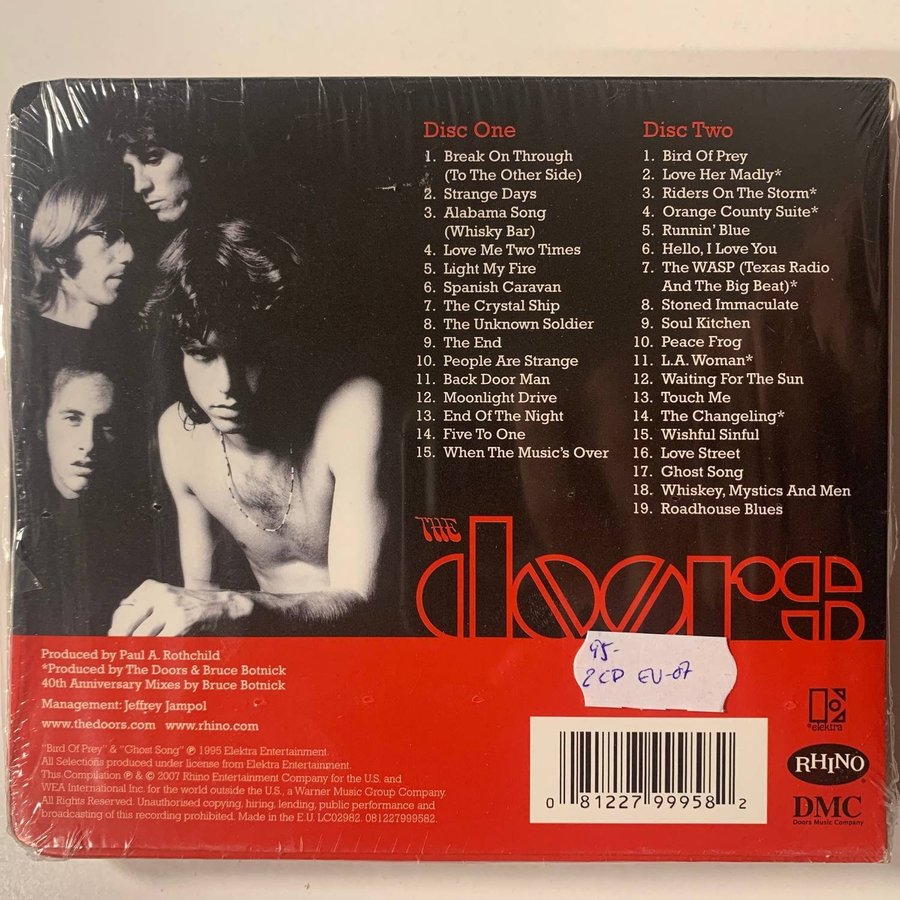 Disc One
1. Break On Through
(To The Other Side)
2. Strange Days
3. Alabama Song
(Whisky Bar)
4. Love Me Two Times
5. Light My Fire
6. Spanish Caravan
7. The Crystal Ship
8. The Unknown Soldier
9. The End
10. People Are Strange
11. Back Door Man
12. Moonlight Drive
13. End Of The Night
14. Five To One
15. When The Music's Over
Disc Two
1. Bird Of Prey
2. Love Her Madly*
3. Riders On The Storm*
4. Orange County Suite*
5. Runnin' Blue
6. Hello, I Love You
7. The WASP (Texas Radio
And The Big Beat)*
8. Stoned Immaculate
9. Soul Kitchen
10. Peace Frog
11. L.A. Woman*
12. Waiting For The Sun
13. Touch Me
14. The Changeling*
15. Wishful Sinful
16. Love Street
17. Ghost Song
18. Whiskey, Mystics And Men
19. Roadhouse Blues
THE
doors
95-
2CD EU-07
Produced by Paul A. Rothchild
*Produced by The Doors & Bruce Botnick
40th Anniversary Mixes by Bruce Botnick
Management: Jeffrey Jampol
www.thedoors.com www.rhino.com
"Bird Of Prey" & "Ghost Song" ℗ 1995 Elektra Entertainment.
All Selections produced under license from Elektra Entertainment.
This Compilation ℗ & © 2007 Rhino Entertainment Company for the U.S. and
WEA International Inc. for the world outside the U.S., a Warner Music Group Company.
All Rights Reserved. Unauthorised copying, hiring, lending, public performance and
broadcasting of this recording prohibited. Made in the E.U. LC02982. 081227999582.
0 81227 99958 2
elektra
RHINO
DMC
Doors Music Company